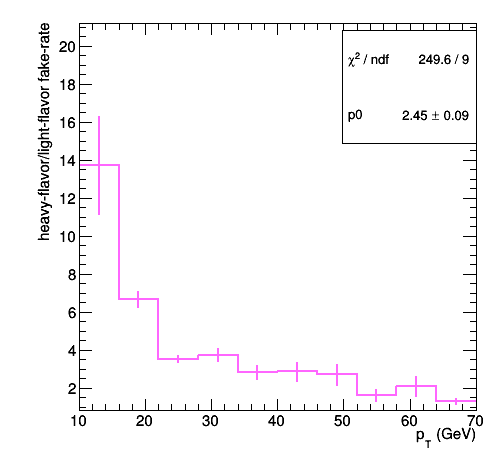 heavy-flavor/light-flavor fake-rate
χ² / ndf 249.6 / 9
p0 2.45 ± 0.09
20
18
16
14
12
10
8
6
4
2
10 20 30 40 50 60 70
p_T (GeV)